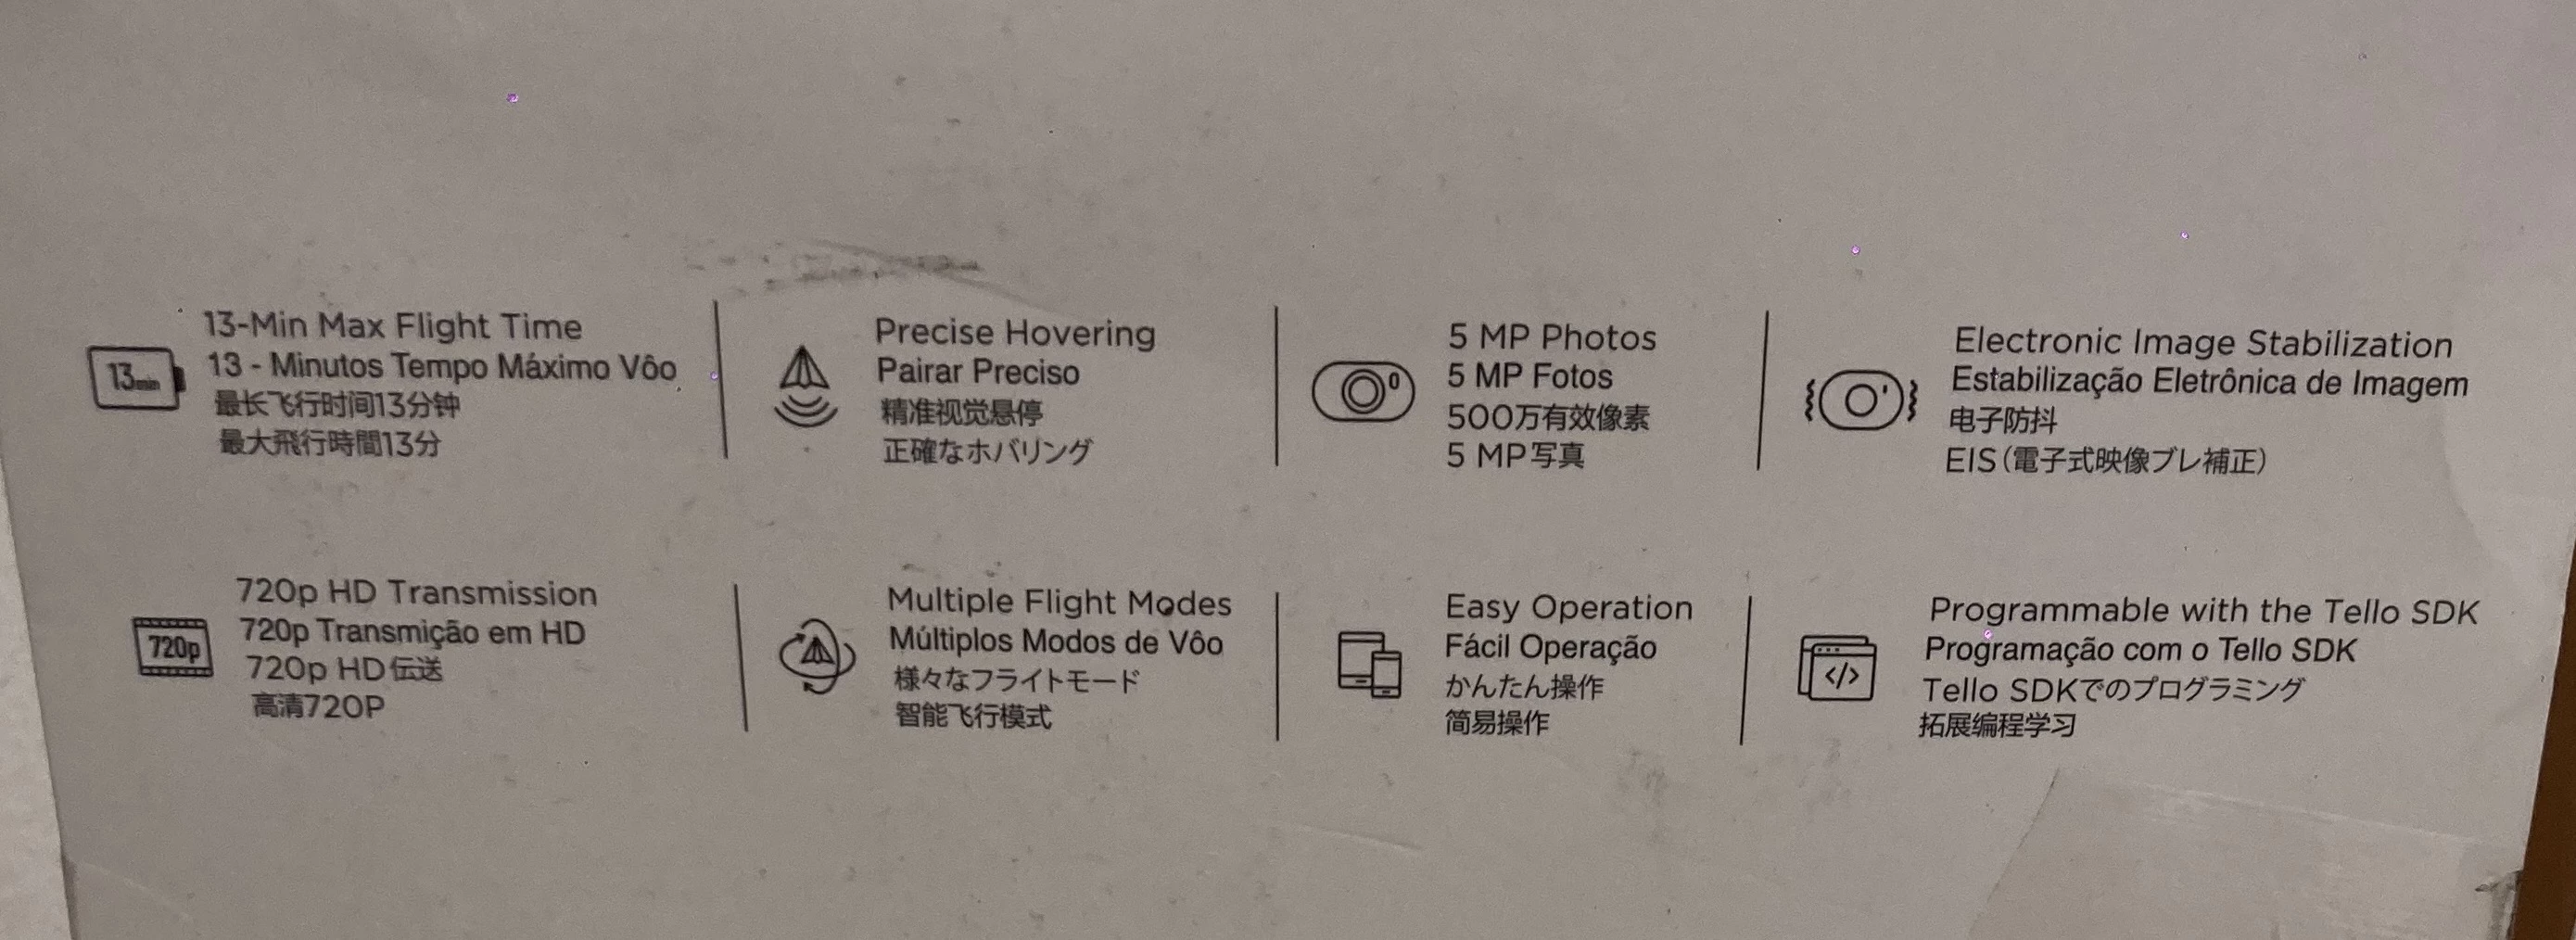 13min
13-Min Max Flight Time
13 - Minutos Tempo Máximo Vôo
最长飞行时间13分钟
最大飛行時間13分
Precise Hovering
Pairar Preciso
精准视觉悬停
正確なホバリング
5 MP Photos
5 MP Fotos
500万有效像素
5 MP写真
Electronic Image Stabilization
Estabilização Eletrônica de Imagem
电子防抖
EIS(電子式映像ブレ補正)
720p
720p HD Transmission
720p Transmição em HD
720p HD伝送
高清720P
Multiple Flight Modes
Múltiplos Modos de Vôo
様々なフライトモード
智能飞行模式
Easy Operation
Fácil Operação
かんたん操作
简易操作
</>
Programmable with the Tello SDK
Programação com o Tello SDK
Tello SDKでのプログラミング
拓展编程学习